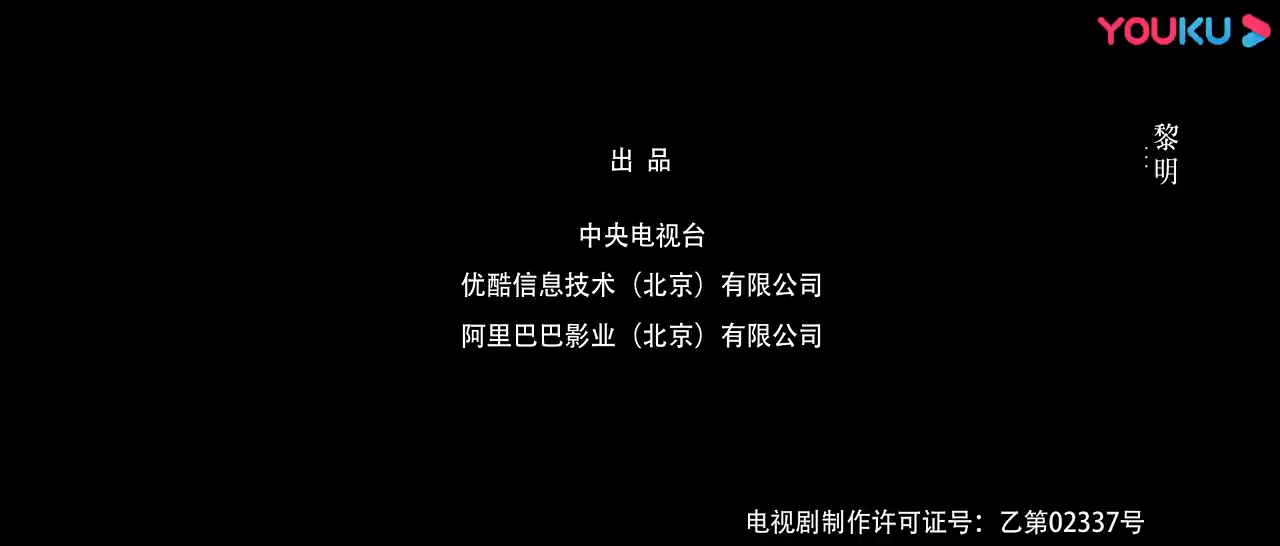 YOUKU
黎明
出 品
中央电视台
优酷信息技术（北京）有限公司
阿里巴巴影业（北京）有限公司
电视剧制作许可证号：乙第02337号